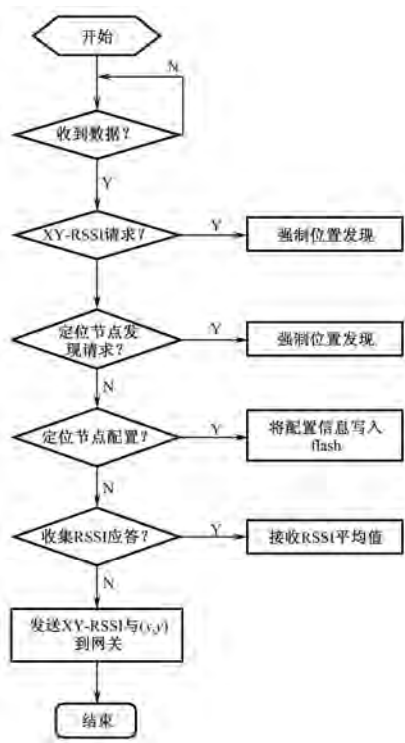 开始
N
收到数据?
Y
XY-RSSI请求?
Y
强制位置发现
定位节点发
现请求?
Y
强制位置发现
N
定位节点配置?
Y
将配置信息写入
flash
N
收集RSSI应答?
Y
接收RSSI平均值
N
发送XY-RSSI与(y,y)
到网关
结束